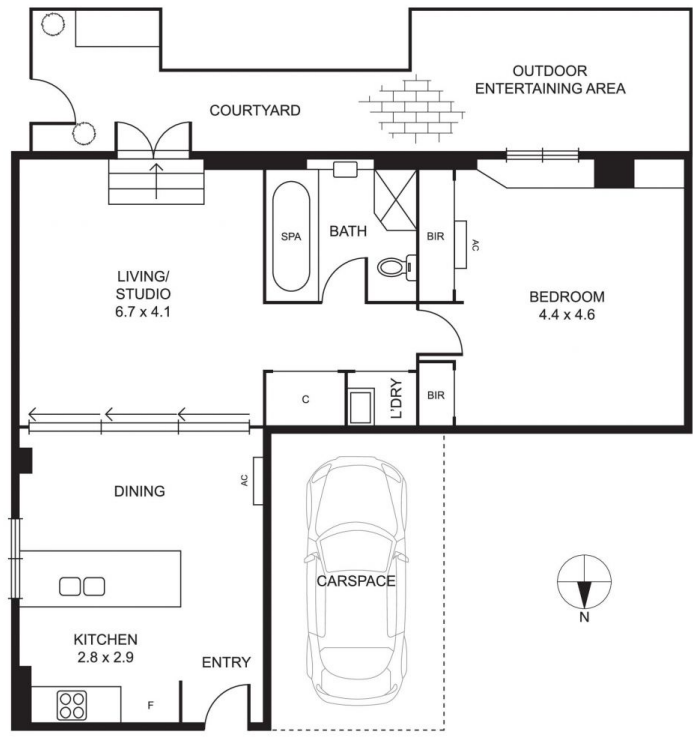 OUTDOOR
ENTERTAINING AREA
COURTYARD
SPA
BATH
BIR
AC
LIVING/
STUDIO
6.7 x 4.1
BEDROOM
4.4 x 4.6
C
L'DRY
BIR
DINING
AC
CARSPACE
KITCHEN
2.8 x 2.9
ENTRY
F
N